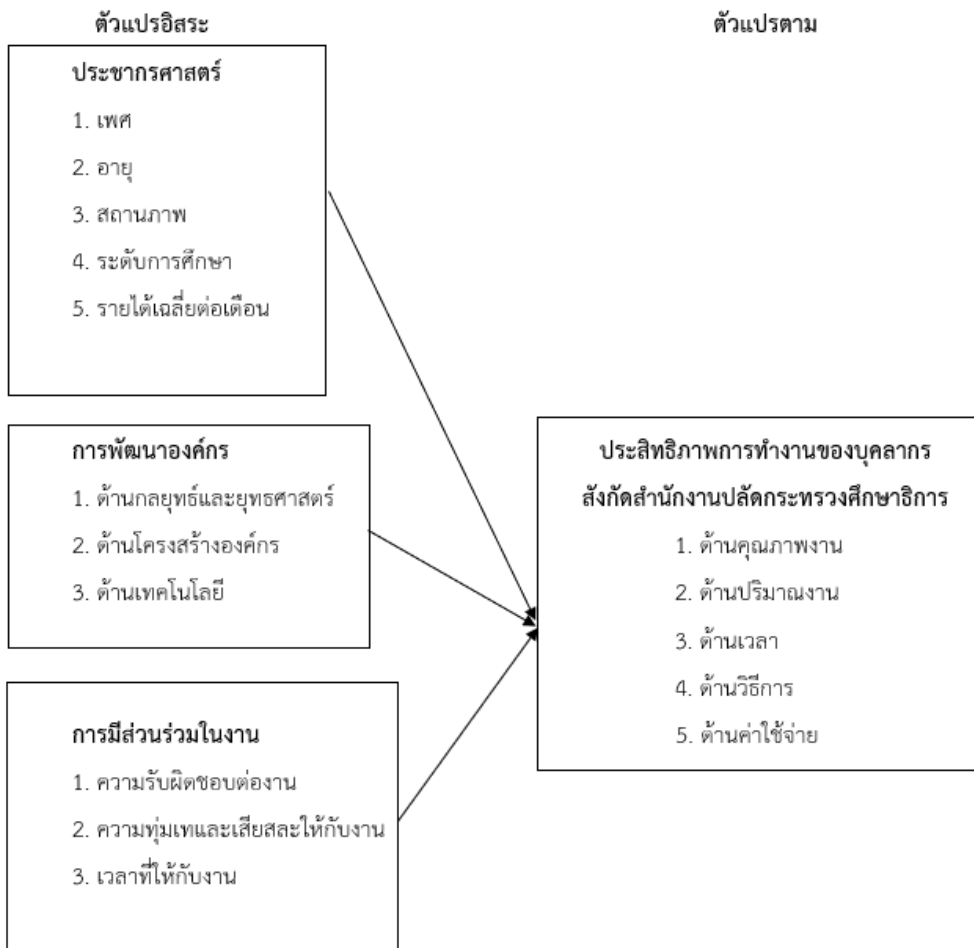 ตัวแปรอิสระ
ตัวแปรตาม
ประชากรศาสตร์
1. เพศ
2. อายุ
3. สถานภาพ
4. ระดับการศึกษา
5. รายได้เฉลี่ยต่อเดือน
การพัฒนาองค์กร
1. ด้านกลยุทธ์และยุทธศาสตร์
2. ด้านโครงสร้างองค์กร
3. ด้านเทคโนโลยี
การมีส่วนร่วมในงาน
1. ความรับผิดชอบต่องาน
2. ความทุ่มเทและเสียสละให้กับงาน
3. เวลาที่ให้กับงาน
ประสิทธิภาพการทำงานของบุคลากร
สังกัดสำนักงานปลัดกระทรวงศึกษาธิการ
1. ด้านคุณภาพงาน
2. ด้านปริมาณงาน
3. ด้านเวลา
4. ด้านวิธีการ
5. ด้านค่าใช้จ่าย